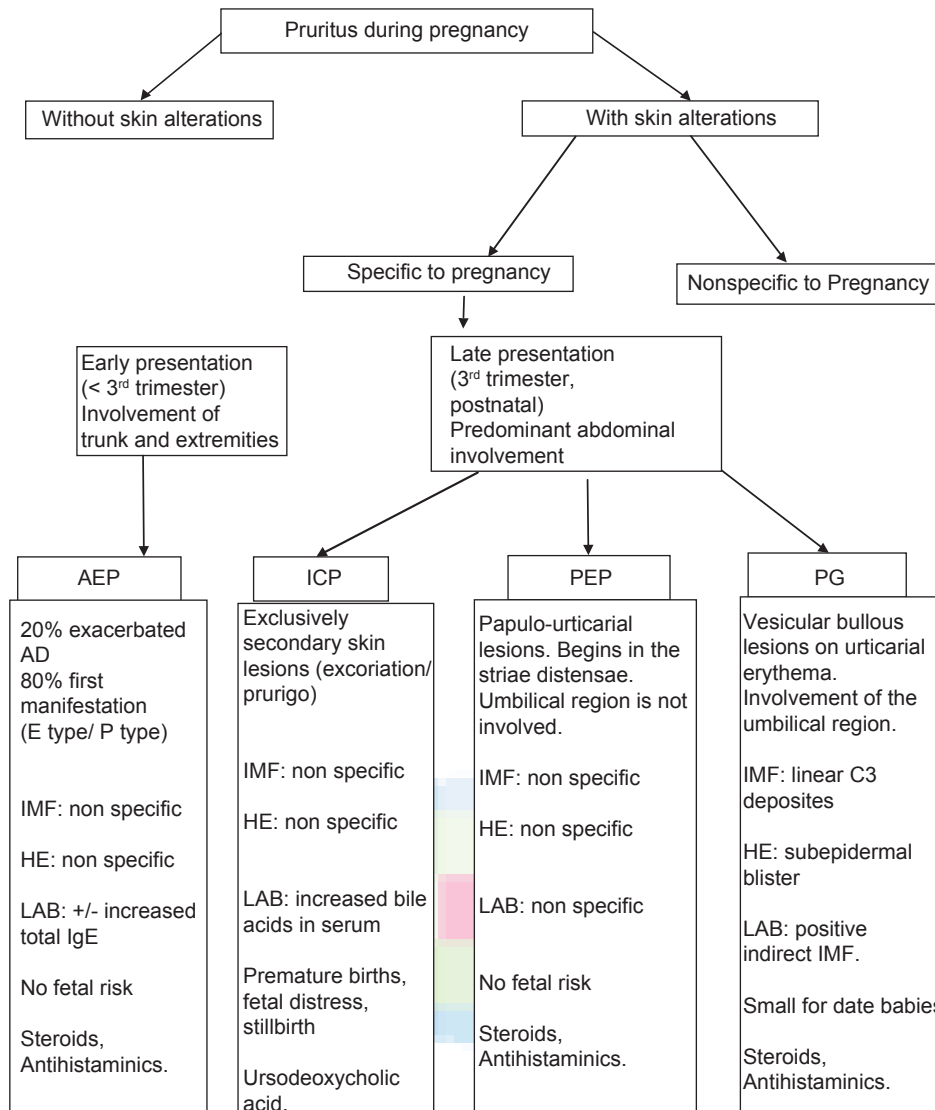 Pruritus during pregnancy
Without skin alterations
With skin alterations
Specific to pregnancy
Nonspecific to Pregnancy
Early presentation
(< 3rd trimester)
Involvement of
trunk and extremities
Late presentation
(3rd trimester,
postnatal)
Predominant abdominal
involvement
AEP
20% exacerbated
AD
80% first
manifestation
(E type/ P type)
IMF: non specific
HE: non specific
LAB: +/- increased
total IgE
No fetal risk
Steroids,
Antihistaminics.
ICP
Exclusively
secondary skin
lesions (excoriation/
prurigo)
IMF: non specific
HE: non specific
LAB: increased bile
acids in serum
Premature births,
fetal distress,
stillbirth
Ursodeoxycholic
acid.
PEP
Papulo-urticarial
lesions. Begins in the
striae distensae.
Umbilical region is not
involved.
IMF: non specific
HE: non specific
LAB: non specific
No fetal risk
Steroids,
Antihistaminics.
PG
Vesicular bullous
lesions on urticarial
erythema.
Involvement of the
umbilical region.
IMF: linear C3
deposites
HE: subepidermal
blister
LAB: positive
indirect IMF.
Small for date babies
Steroids,
Antihistaminics.